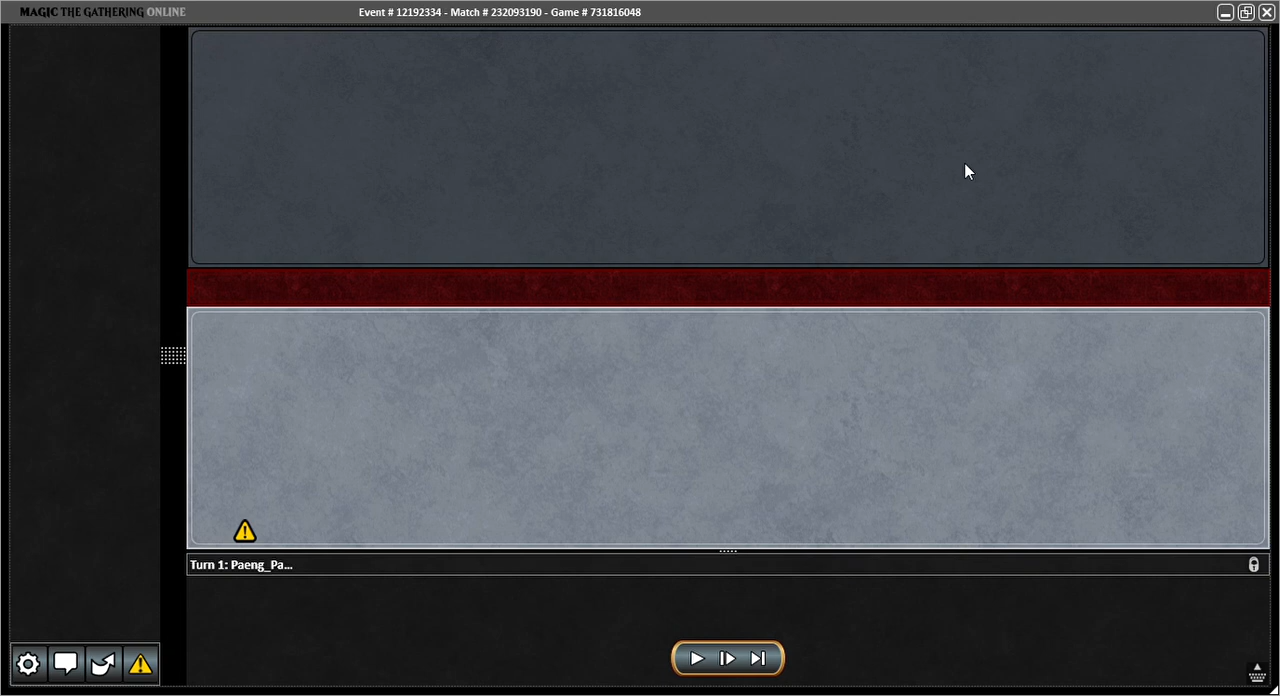 MAGIC THE GATHERING ONLINE
Event # 12192334 - Match # 232093190 - Game # 731816048
Turn 1: Paeng_Pa...